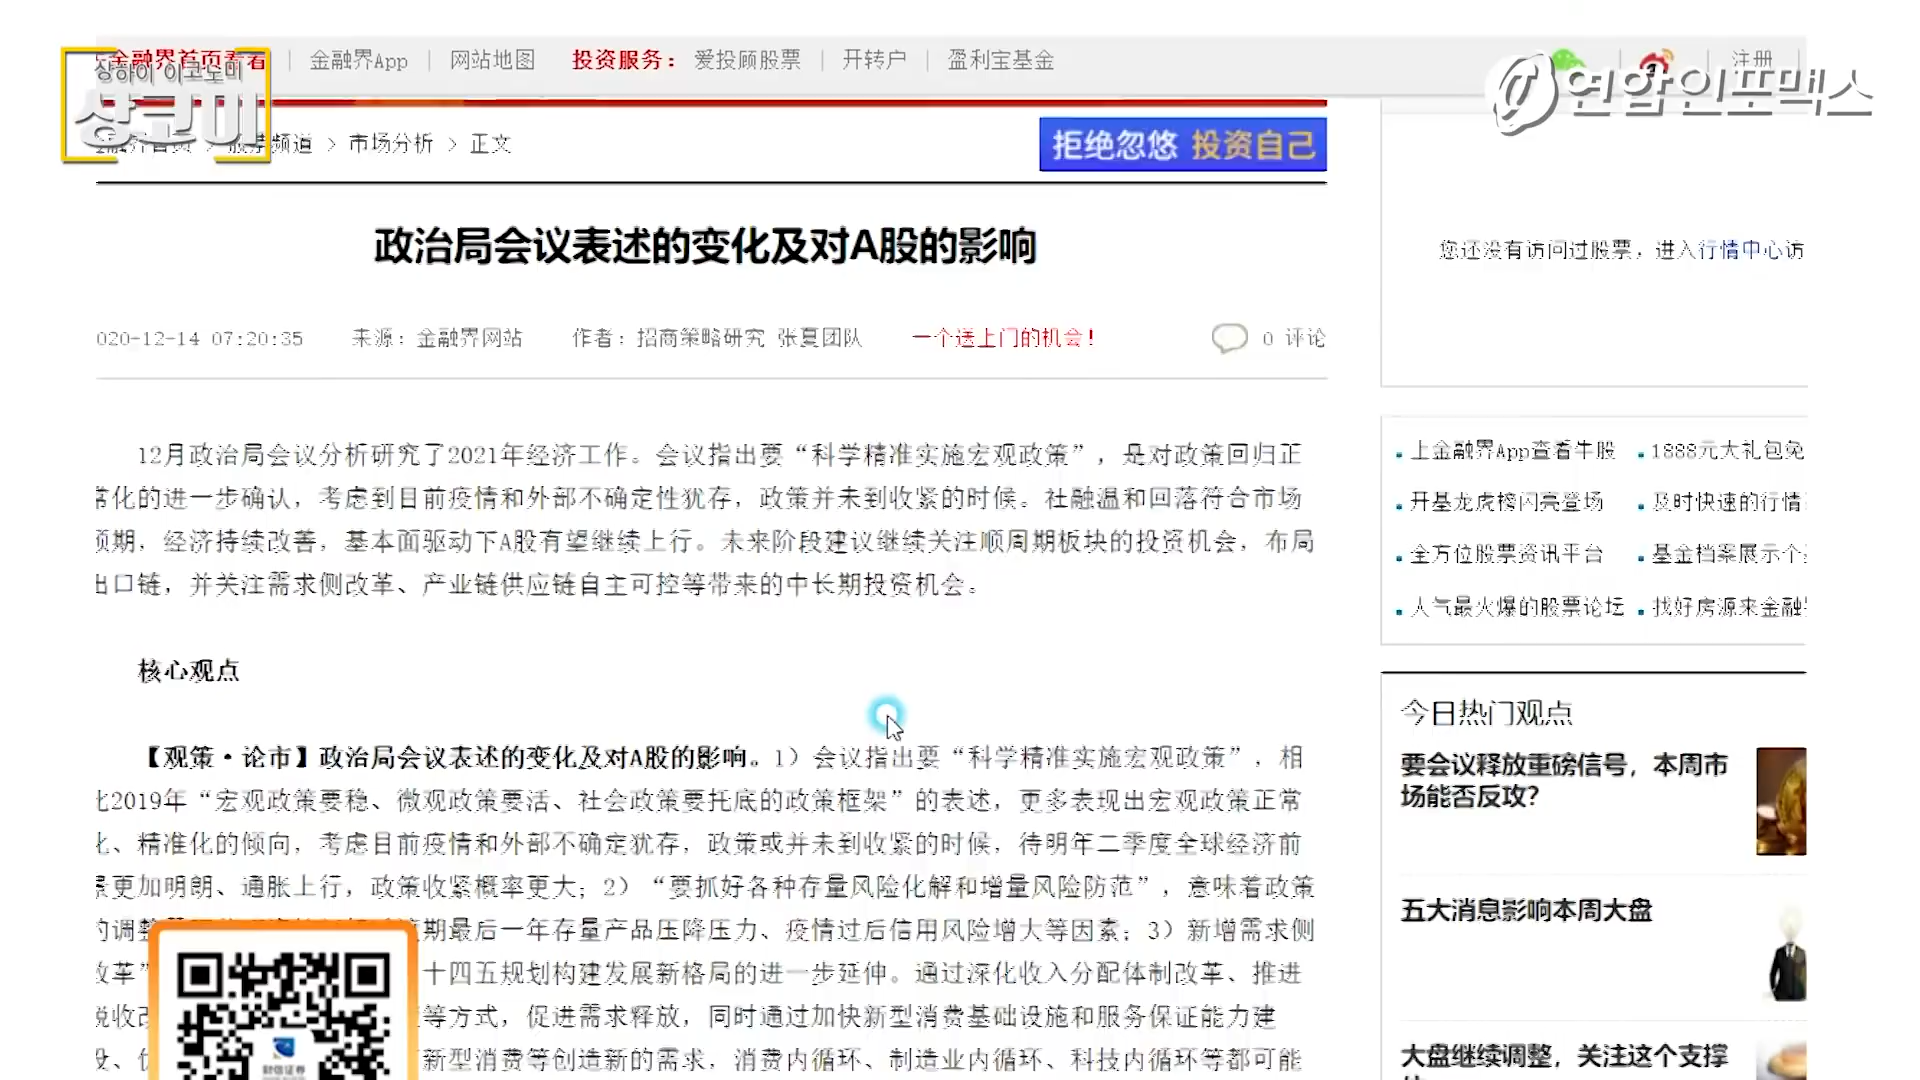 金融界首页看看 | 金融界App | 网站地图 投资服务： 爱投顾股票 | 开转户 | 盈利宝基金 注册
상하이 이코노미
상코미
연합인포맥스
股票频道 > 市场分析 > 正文
拒绝忽悠 投资自己
政治局会议表述的变化及对A股的影响
020-12-14 07:20:35 来源：金融界网站 作者：招商策略研究 张夏团队 一个送上门的机会！ 0 评论
12月政治局会议分析研究了2021年经济工作。会议指出要“科学精准实施宏观政策”，是对政策回归正
常化的进一步确认，考虑到目前疫情和外部不确定性犹存，政策并未到收紧的时候。社融温和回落符合市场
预期，经济持续改善，基本面驱动下A股有望继续上行。未来阶段建议继续关注顺周期板块的投资机会，布局
出口链，并关注需求侧改革、产业链供应链自主可控等带来的中长期投资机会。
核心观点
【观策·论市】政治局会议表述的变化及对A股的影响。1）会议指出要“科学精准实施宏观政策”，相
比2019年“宏观政策要稳、微观政策要活、社会政策要托底的政策框架”的表述，更多表现出宏观政策正常
化、精准化的倾向，考虑目前疫情和外部不确定犹存，政策或并未到收紧的时候，待明年二季度全球经济前
景更加明朗、通胀上行，政策收紧概率更大；2）“要抓好各种存量风险化解和增量风险防范”，意味着政策
的调整 期最后一年存量产品压降压力、疫情过后信用风险增大等因素；3）新增需求侧
改革” 十四五规划构建发展新格局的进一步延伸。通过深化收入分配体制改革、推进
税收改 等方式，促进需求释放，同时通过加快新型消费基础设施和服务保证能力建
设、优 新型消费等创造新的需求，消费内循环、制造业内循环、科技内循环等都可能
您还没有访问过股票，进入行情中心访
上金融界App查看牛股 1888元大礼包免
开基龙虎榜闪亮登场 及时快速的行情
全方位股票资讯平台 基金档案展示个
人气最火爆的股票论坛 找好房源来金融
今日热门观点
要会议释放重磅信号，本周市
场能否反攻？
五大消息影响本周大盘
大盘继续调整，关注这个支撑